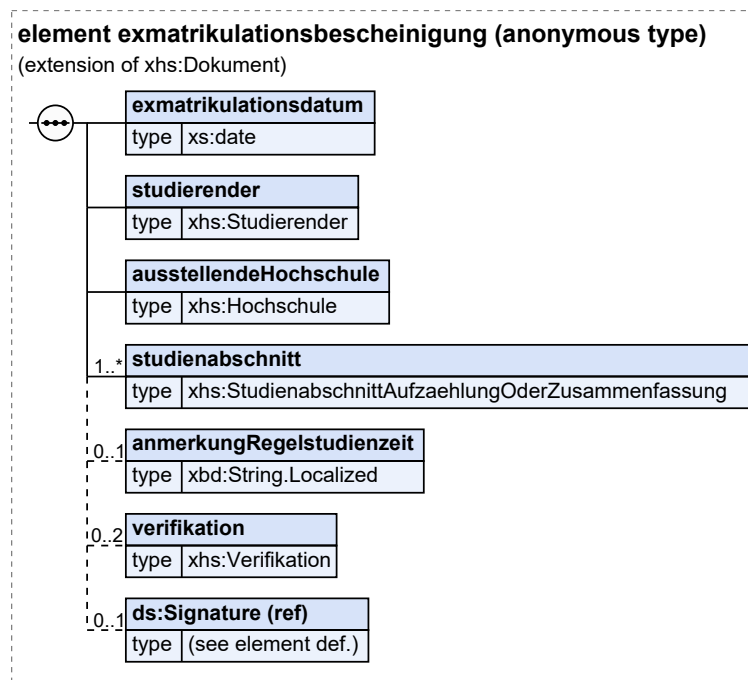 element exmatrikulationsbescheinigung (anonymous type)
(extension of xhs:Dokument)
exmatrikulationsdatum
type xs:date
studierender
type xhs:Studierender
ausstellendeHochschule
type xhs:Hochschule
1..* studienabschnitt
type xhs:StudienabschnittAufzaehlungOderZusammenfassung
0..1 anmerkungRegelstudienzeit
type xbd:String.Localized
0..2 verifikation
type xhs:Verifikation
0..1 ds:Signature (ref)
type (see element def.)